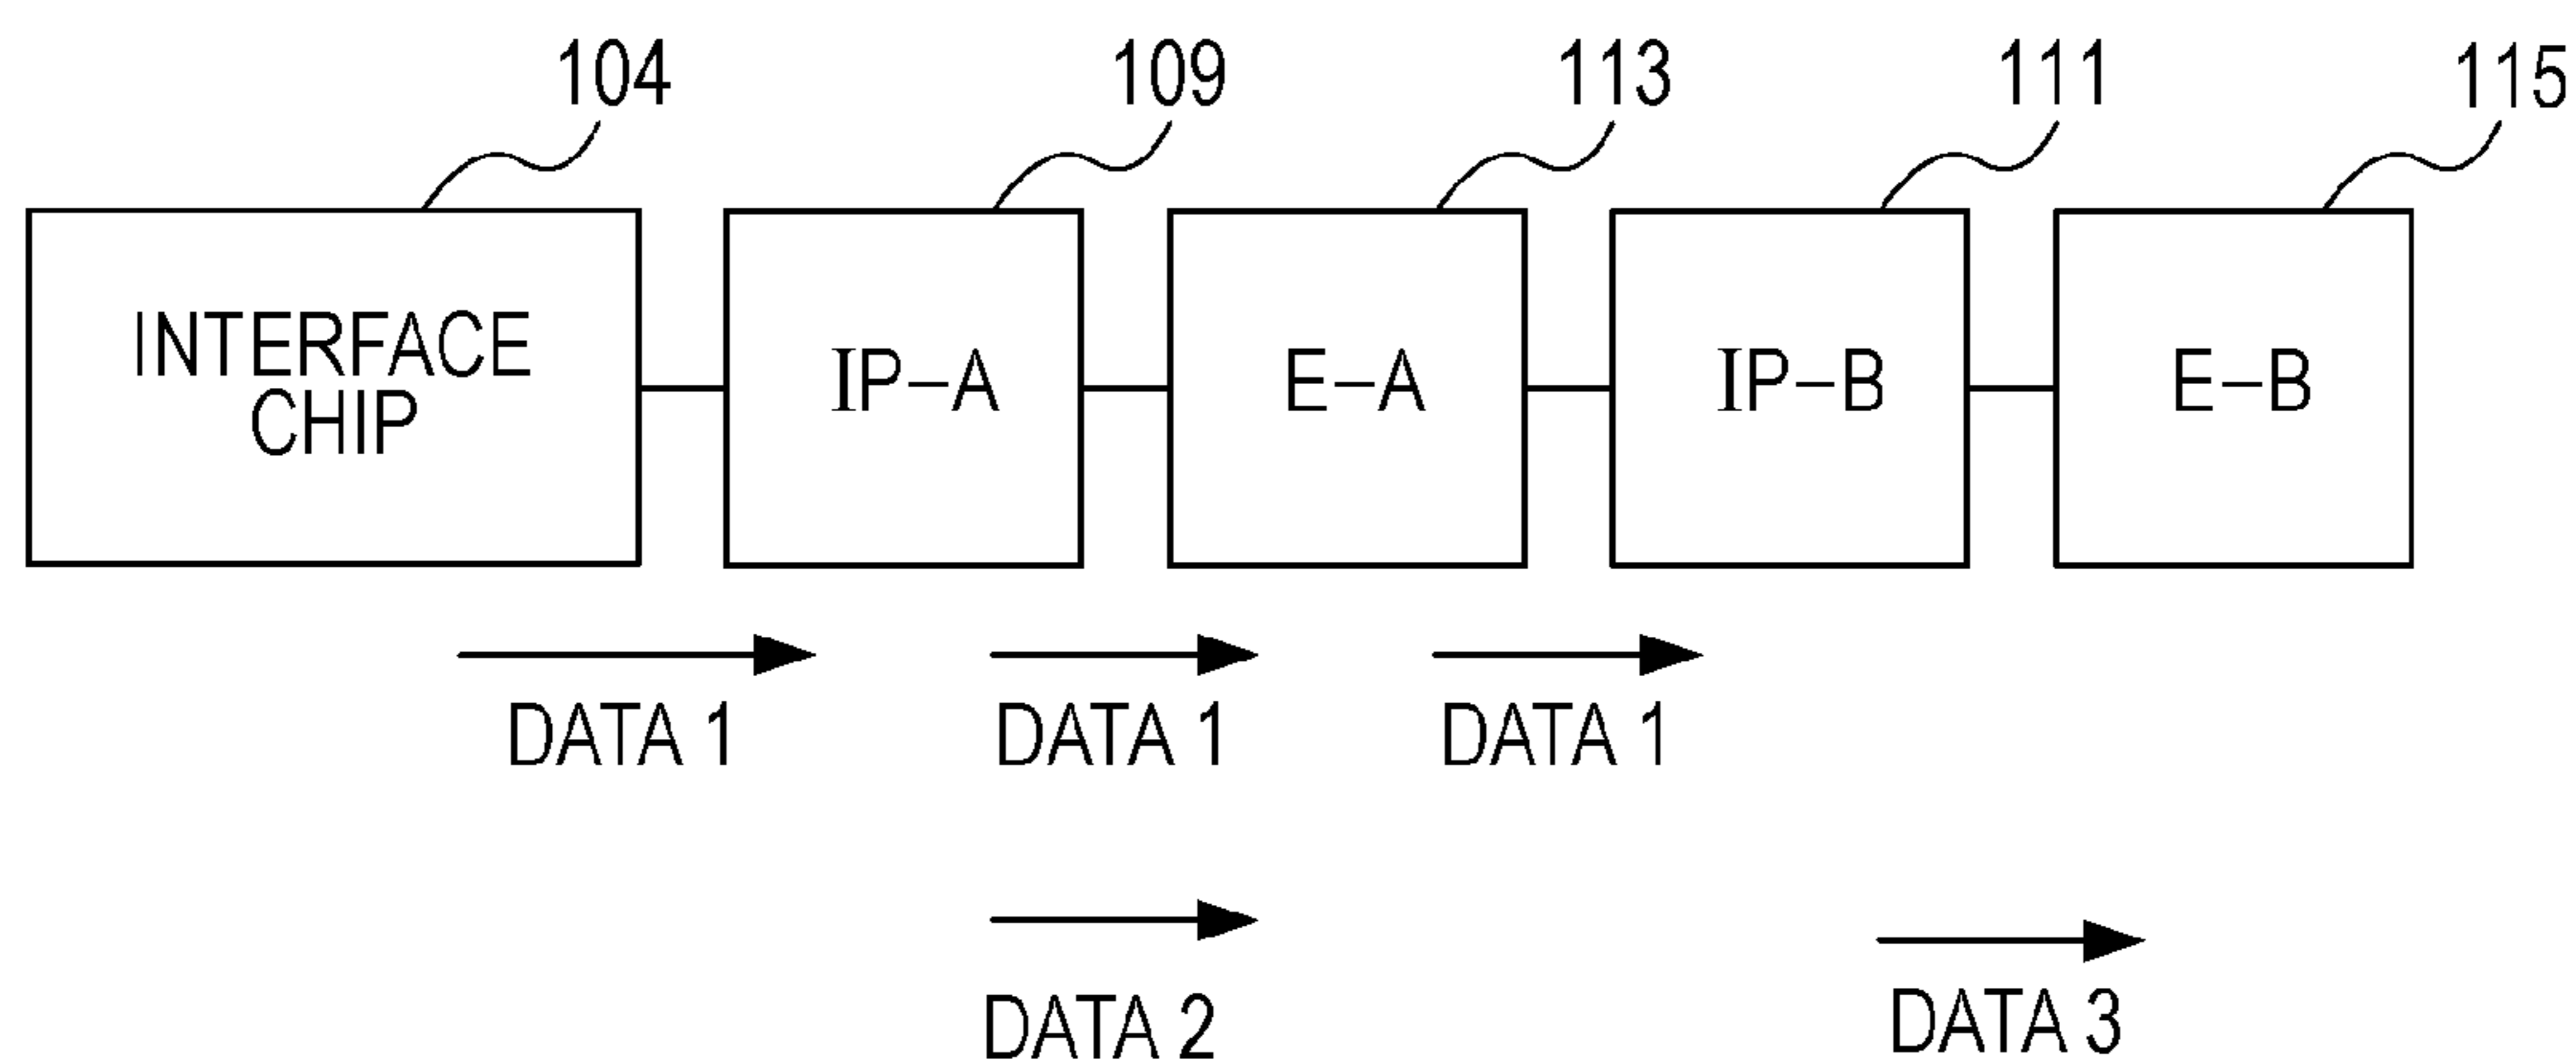 104
109
113
111
115
INTERFACE
CHIP
IP-A
E-A
IP-B
E-B
DATA 1
DATA 1
DATA 1
DATA 2
DATA 3